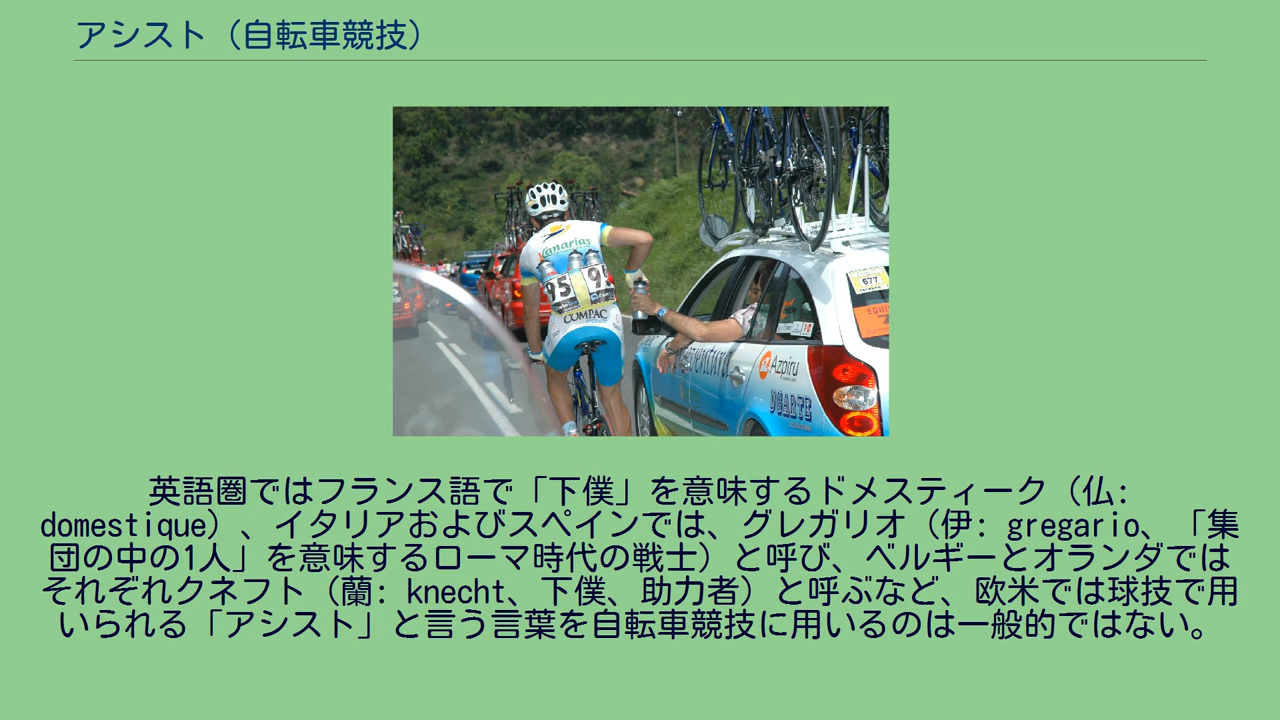 アシスト（自転車競技）
Canarias
95 95
COMPAC
677
Azpiru
UGARTE
英語圏ではフランス語で「下僕」を意味するドメスティーク（仏:
domestique）、イタリアおよびスペインでは、グレガリオ（伊: gregario、「集
団の中の1人」を意味するローマ時代の戦士）と呼び、ベルギーとオランダでは
それぞれクネフト（蘭: knecht、下僕、助力者）と呼ぶなど、欧米では球技で用
いられる「アシスト」と言う言葉を自転車競技に用いるのは一般的ではない。